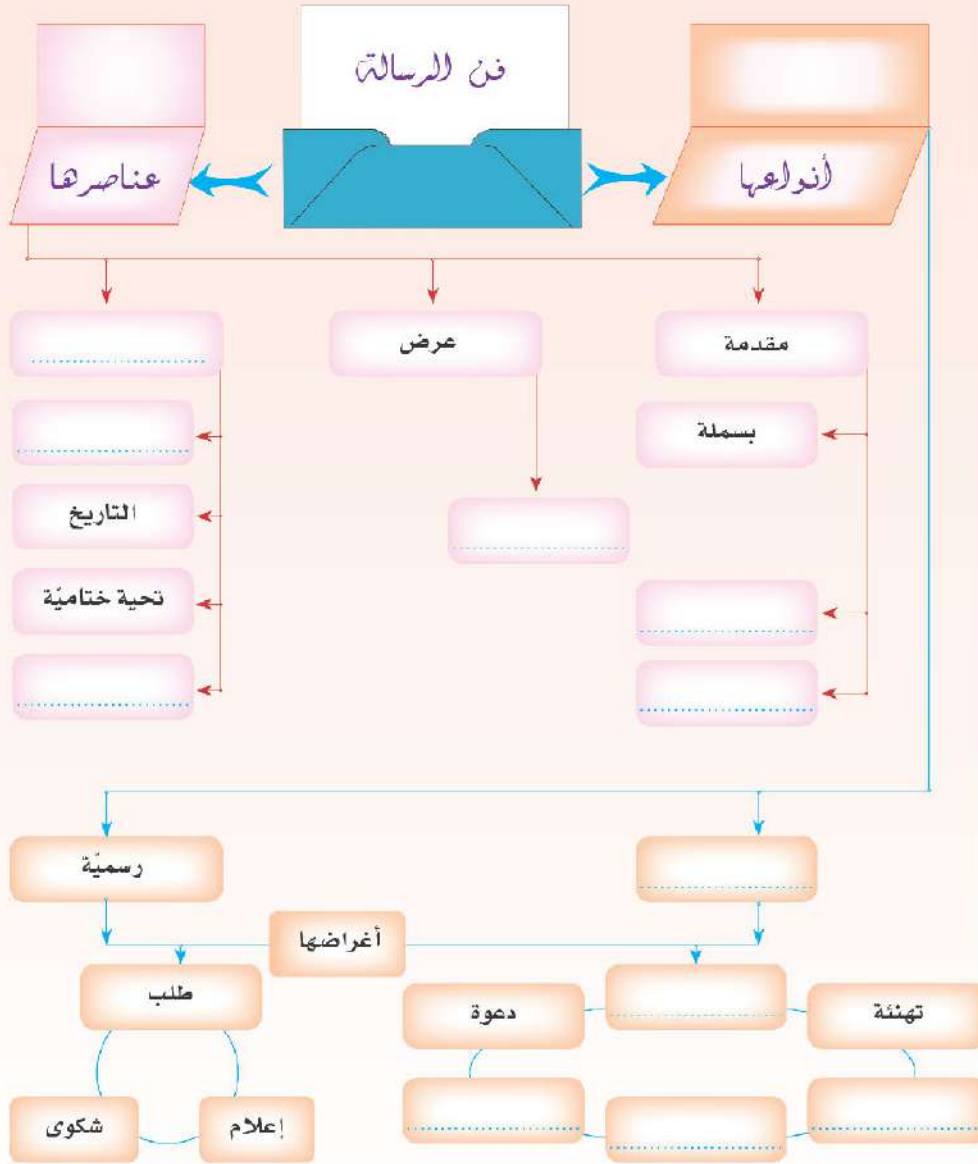 فن الرسالة
أنواعها
عناصرها
مقدمة
عرض
بسملة
التاريخ
تحية ختاميّة
رسميّة
أغراضها
طلب
دعوة
تهنئة
شكوى
إعلام